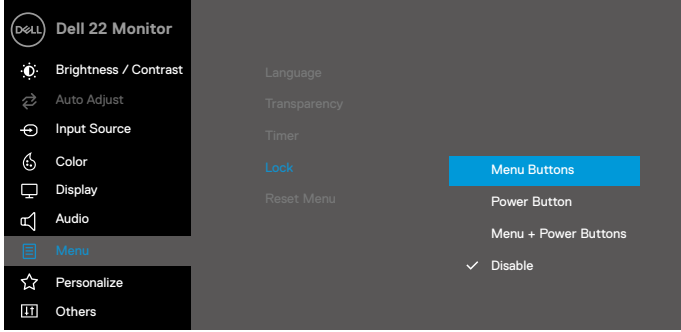 DELL
Dell 22 Monitor
Brightness / Contrast
Auto Adjust
Input Source
Color
Display
Audio
Menu
Personalize
Others
Language
Transparency
Timer
Lock
Reset Menu
Menu Buttons
Power Button
Menu + Power Buttons
Disable